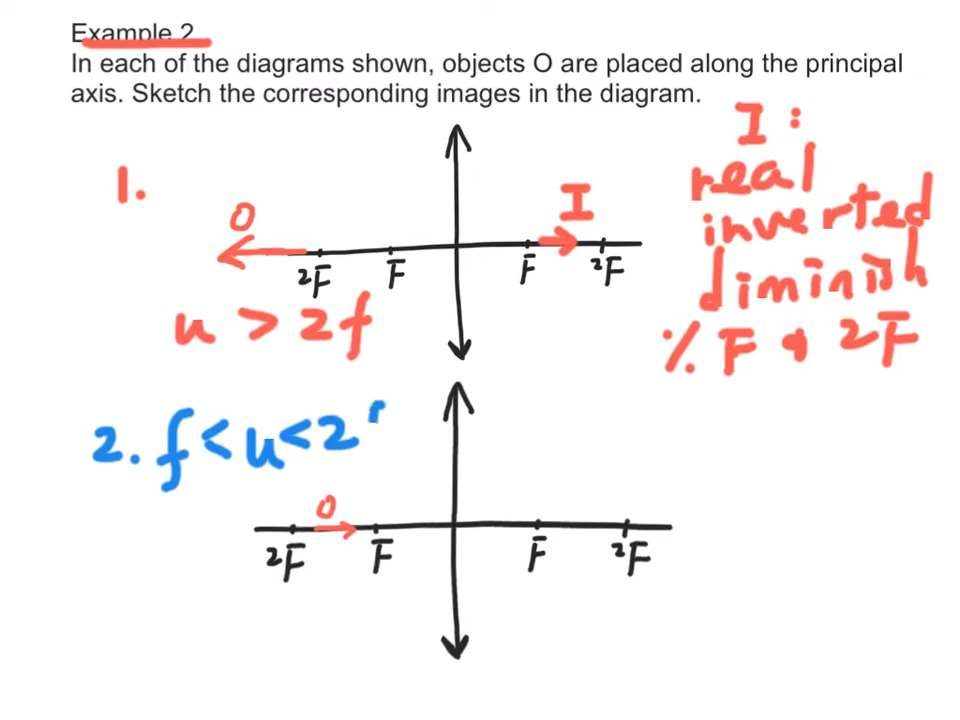 Example 2
In each of the diagrams shown, objects O are placed along the principal
axis. Sketch the corresponding images in the diagram.
1.
O
I
2F
F
F
2F
u > 2f
I :
real
inverted
diminish
F & 2F
2. f < u < 2
O
2F
F
F
2F